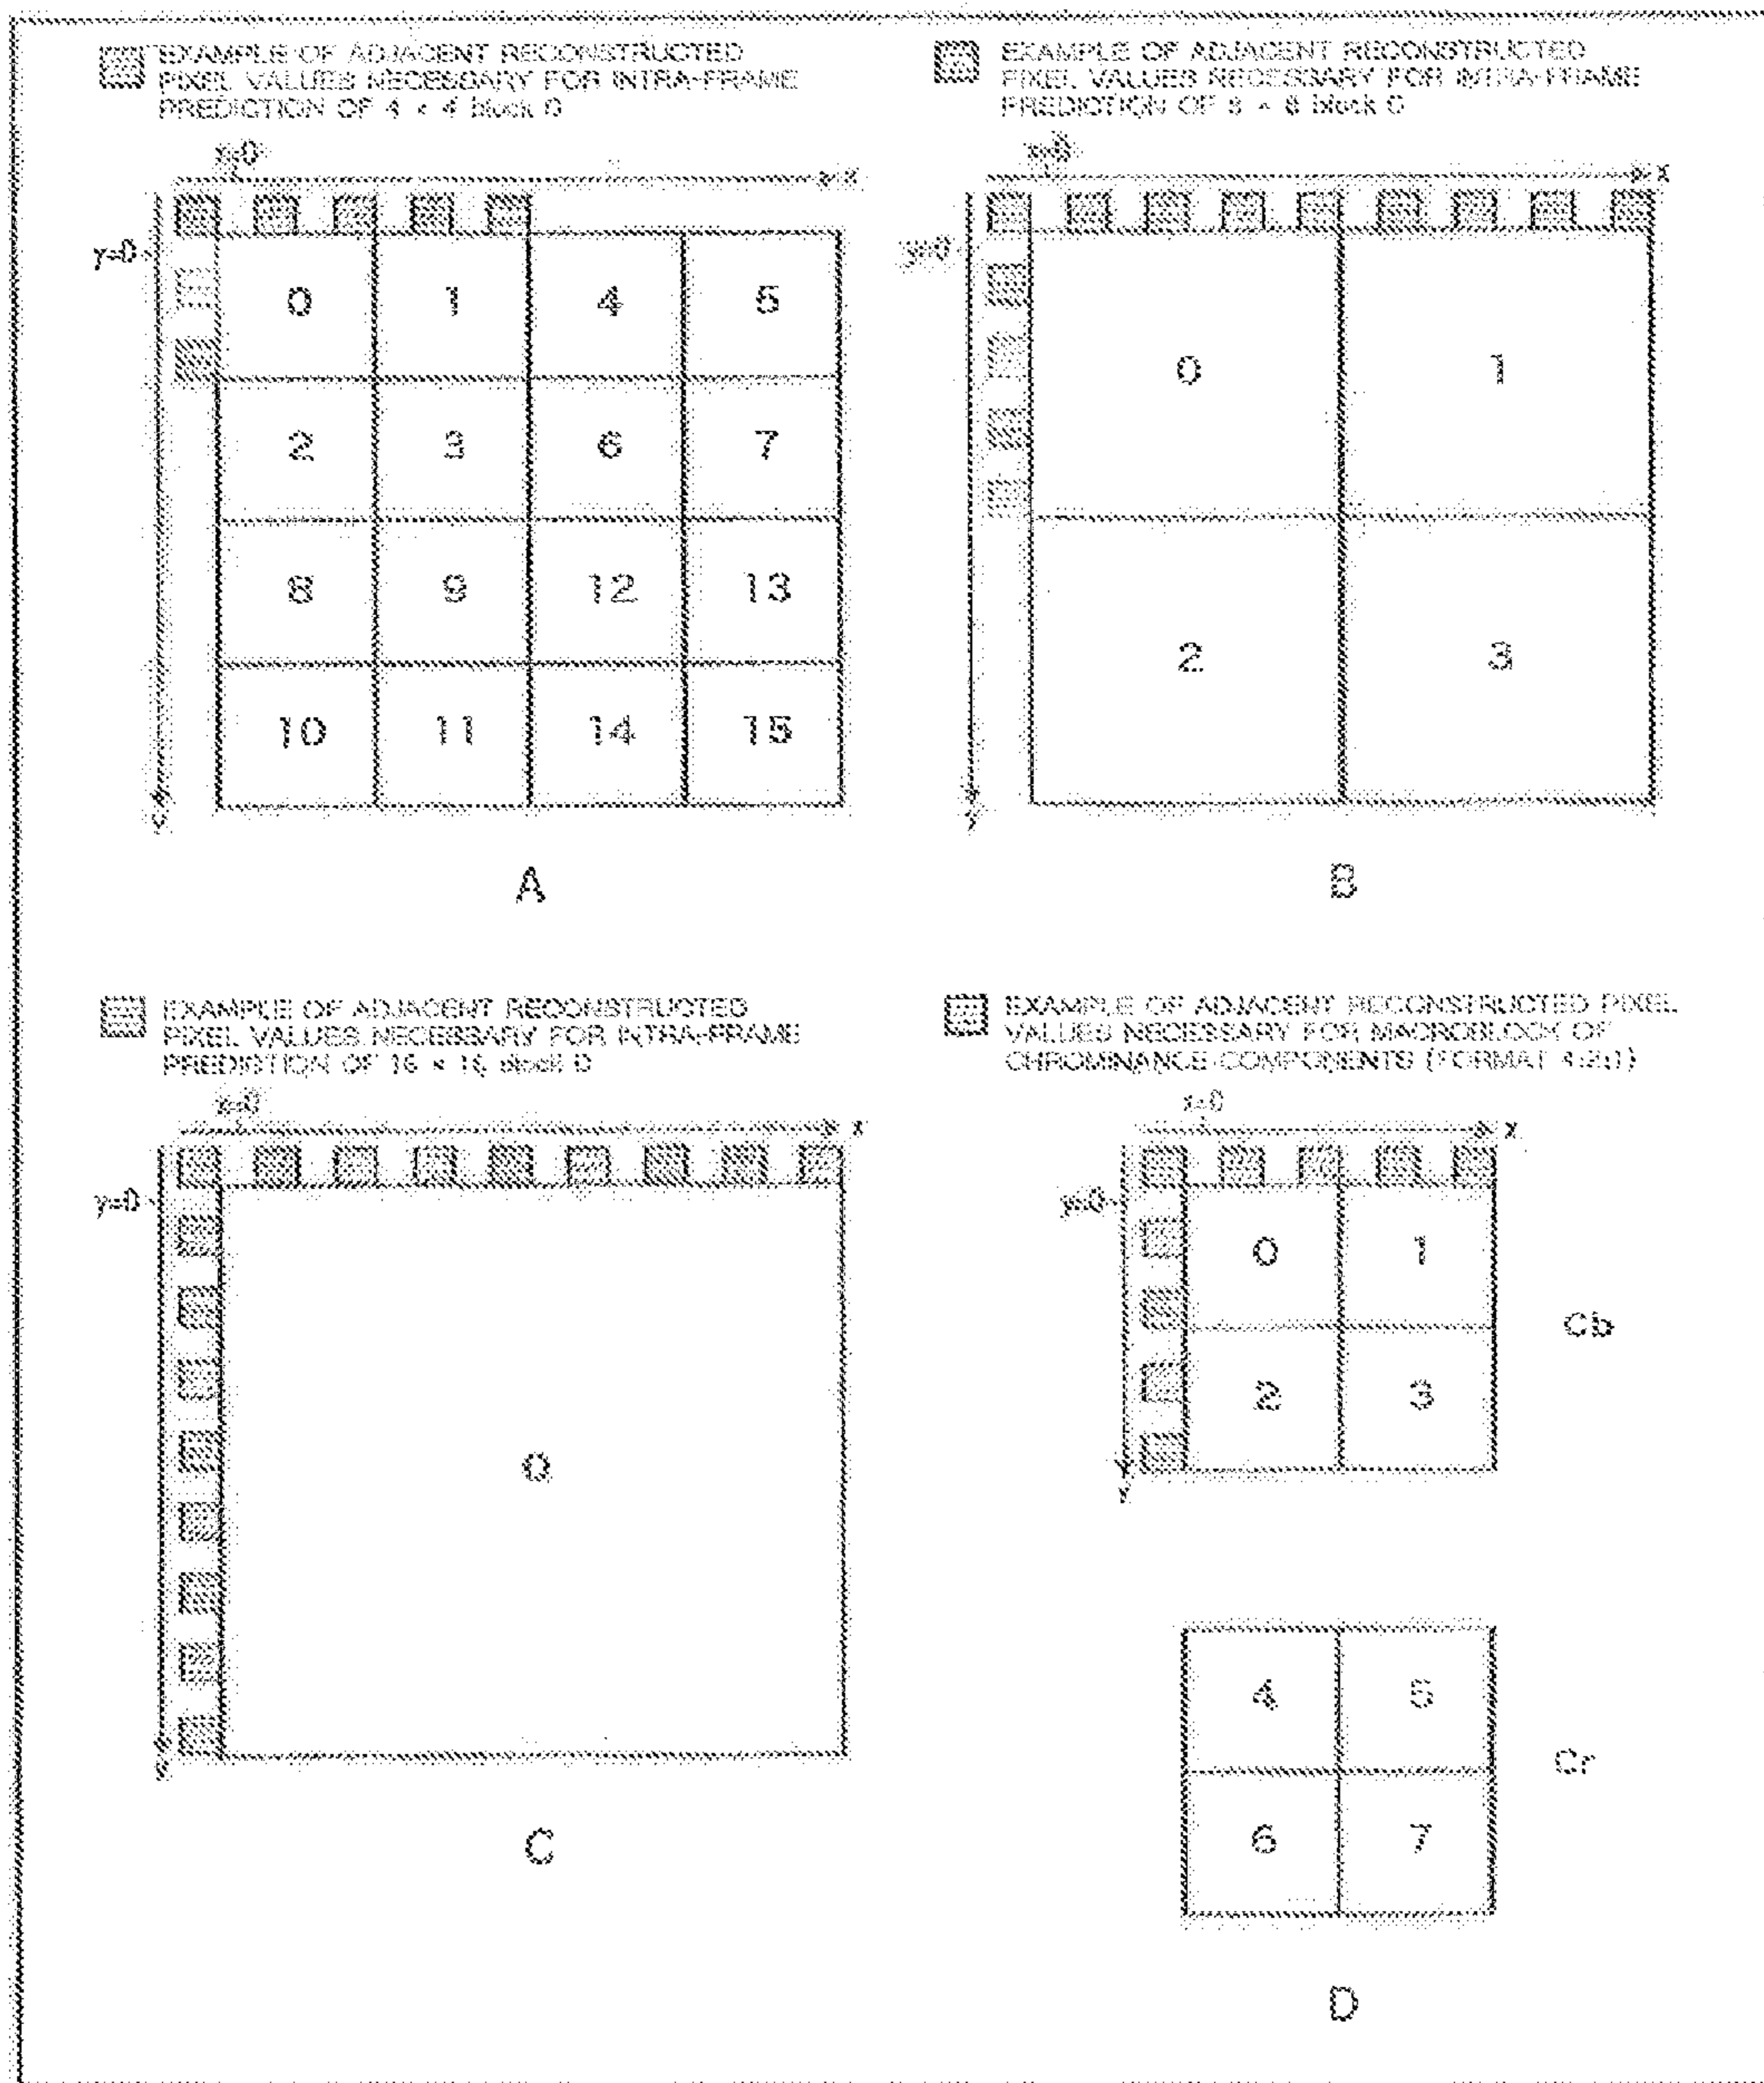 EXAMPLE OF ADJACENT RECONSTRUCTED
PIXEL VALUES NECESSARY FOR INTRA-FRAME
PREDICTION OF 4 × 4 block 0
x=0
x
y=0
0 1 4 5
2 3 6 7
8 9 12 13
10 11 14 15
y
A
EXAMPLE OF ADJACENT RECONSTRUCTED
PIXEL VALUES NECESSARY FOR INTRA-FRAME
PREDICTION OF 8 × 8 block 0
x=0
x
y=0
0 1
2 3
y
B
EXAMPLE OF ADJACENT RECONSTRUCTED
PIXEL VALUES NECESSARY FOR INTRA-FRAME
PREDISTION OF 16 × 16 block 0
x=0
x
y=0
0
y
C
EXAMPLE OF ADJACENT RECONSTRUCTED PIXEL
VALUES NECESSARY FOR MACROBLOCK OF
CHROMINANCE COMPONENTS (FORMAT 4:2:1)
x=0
x
y=0
0 1
2 3
y
Cb
4 5
6 7
Cr
D